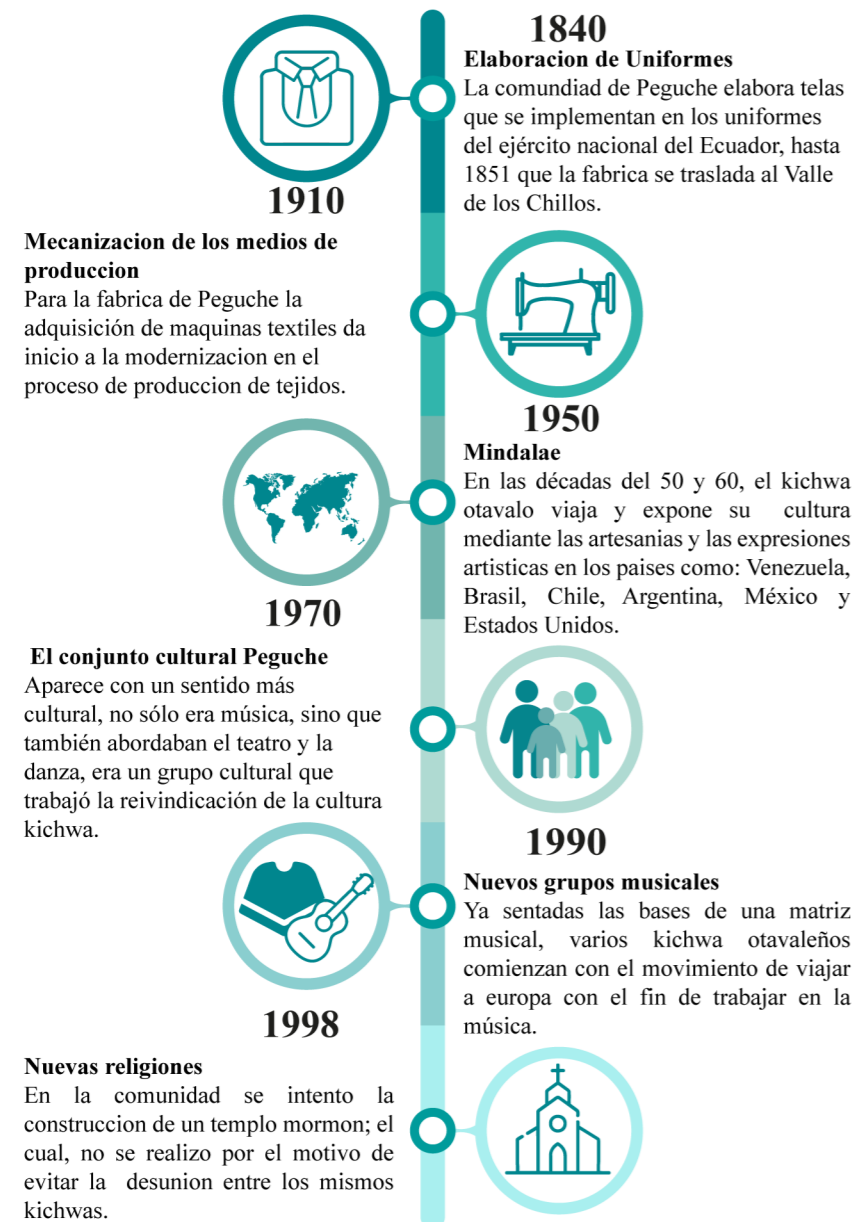 1840
Elaboracion de Uniformes
La comundiad de Peguche elabora telas
que se implementan en los uniformes
del ejército nacional del Ecuador, hasta
1851 que la fabrica se traslada al Valle
de los Chillos.
1910
Mecanizacion de los medios de
produccion
Para la fabrica de Peguche la
adquisición de maquinas textiles da
inicio a la modernizacion en el
proceso de produccion de tejidos.
1950
Mindalae
En las décadas del 50 y 60, el kichwa
otavalo viaja y expone su cultura
mediante las artesanias y las expresiones
artisticas en los paises como: Venezuela,
Brasil, Chile, Argentina, México y
Estados Unidos.
1970
El conjunto cultural Peguche
Aparece con un sentido más
cultural, no sólo era música, sino que
también abordaban el teatro y la
danza, era un grupo cultural que
trabajó la reivindicación de la cultura
kichwa.
1990
Nuevos grupos musicales
Ya sentadas las bases de una matriz
musical, varios kichwa otavaleños
comienzan con el movimiento de viajar
a europa con el fin de trabajar en la
música.
1998
Nuevas religiones
En la comunidad se intento la
construccion de un templo mormon; el
cual, no se realizo por el motivo de
evitar la desunion entre los mismos
kichwas.